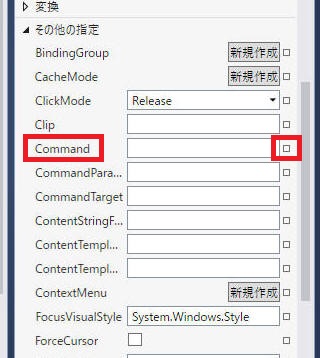 変換
その他の指定
BindingGroup 新規作成
CacheMode 新規作成
ClickMode Release
Clip
Command
CommandPara...
CommandTarget
ContentStringF...
ContentTempl...
ContentTempl...
ContextMenu 新規作成
FocusVisualStyle System.Windows.Style
ForceCursor